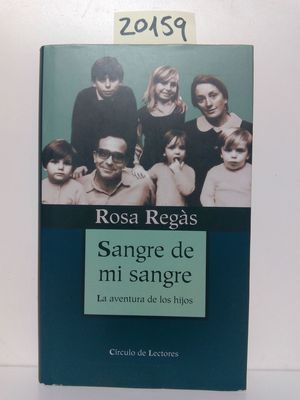 20159
Rosa Regàs
Sangre de
mi sangre
La aventura de los hijos
Círculo de Lectores